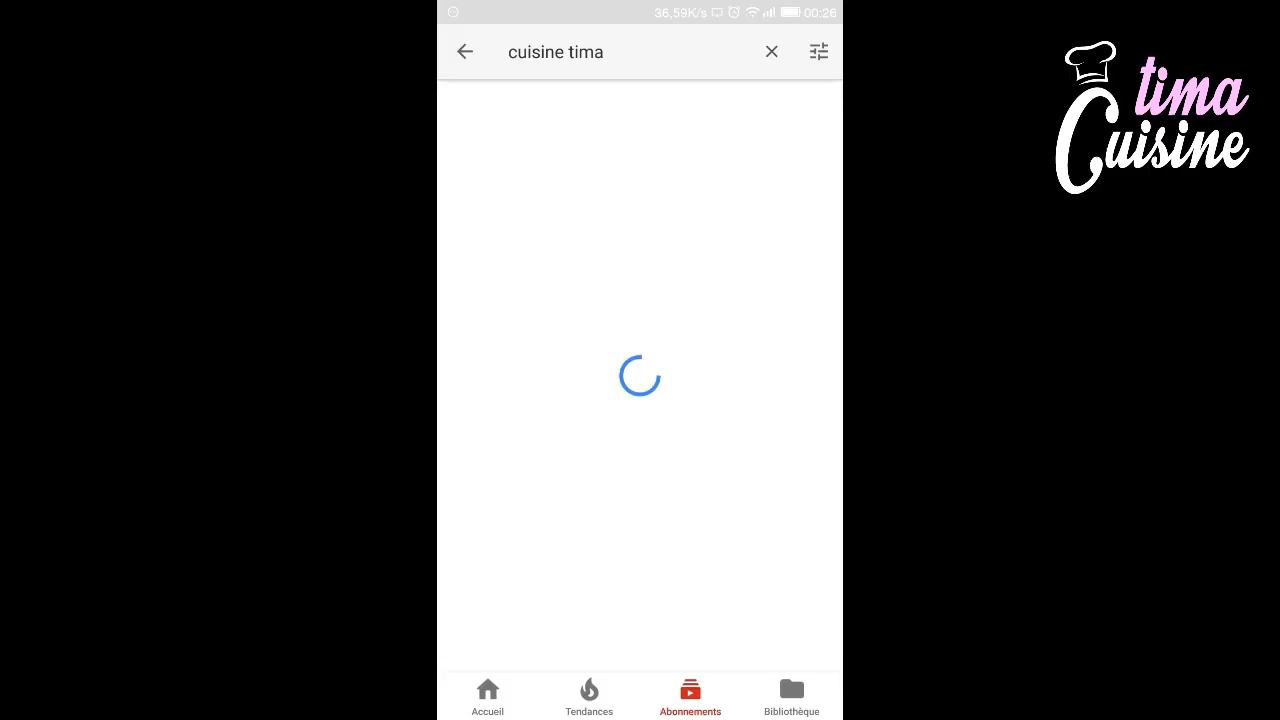 36,59K/s 00:26
cuisine tima
tima
Cuisine
Accueil Tendances Abonnements Bibliothèque